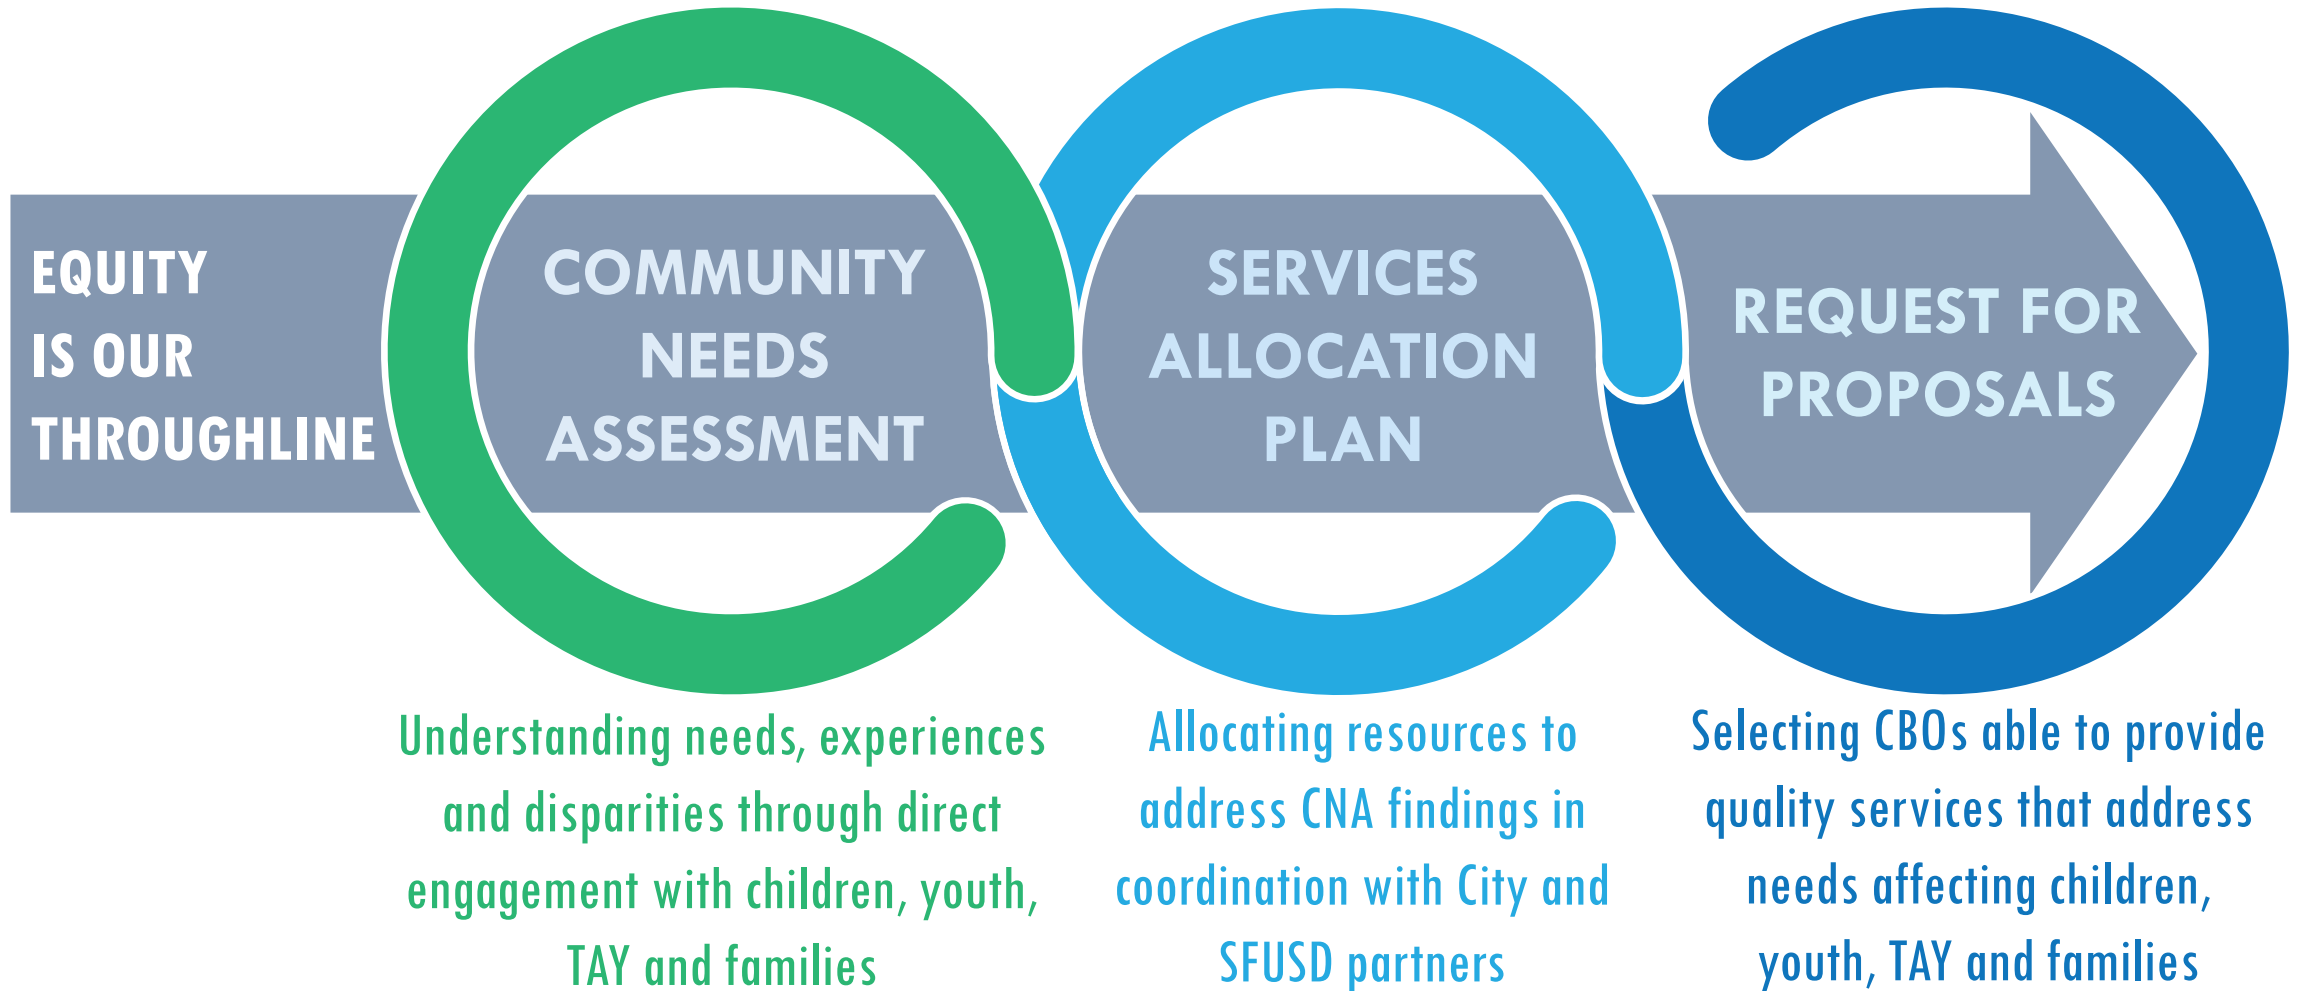 EQUITY
IS OUR
THROUGHLINE
COMMUNITY
NEEDS
ASSESSMENT
SERVICES
ALLOCATION
PLAN
REQUEST FOR
PROPOSALS
Understanding needs, experiences
and disparities through direct
engagement with children, youth,
TAY and families
Allocating resources to
address CNA findings in
coordination with City and
SFUSD partners
Selecting CBOs able to provide
quality services that address
needs affecting children,
youth, TAY and families